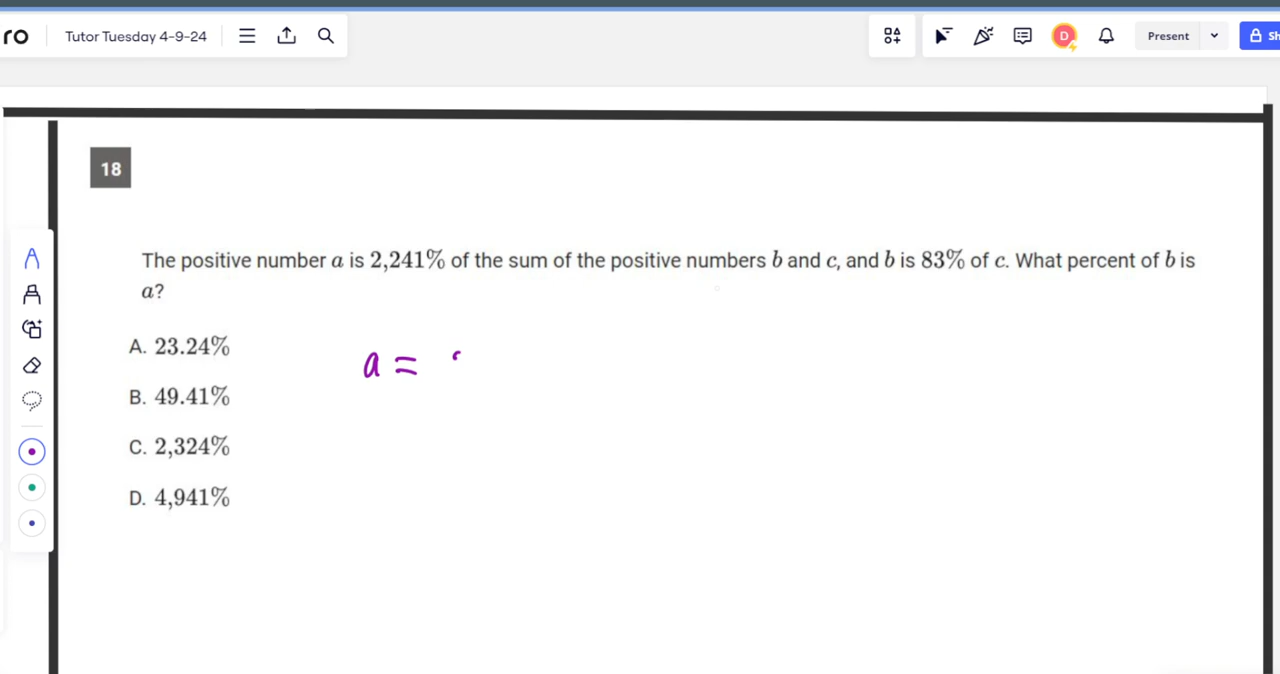 ro
Tutor Tuesday 4-9-24
D
Present
Sh
18
The positive number a is 2,241% of the sum of the positive numbers b and c, and b is 83% of c. What percent of b is
a?
A. 23.24%
a =
B. 49.41%
C. 2,324%
D. 4,941%